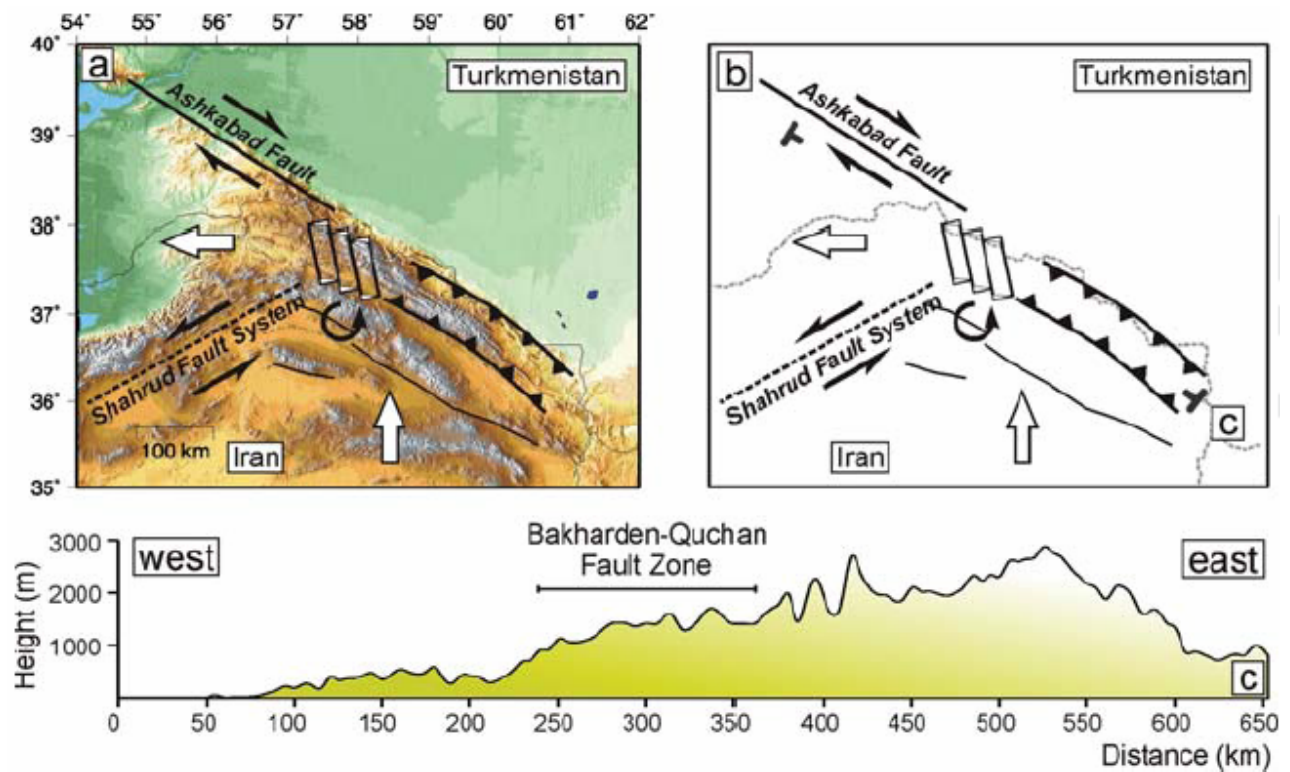 54° 55° 56° 57° 58° 59° 60° 61° 62°
40°
39°
38°
37°
36°
35°
a
Turkmenistan
Ashkabad Fault
Shahrud Fault System
100 km
Iran
b
Turkmenistan
Ashkabad Fault
Shahrud Fault System
Iran
c
Height (m)
3000
2000
1000
west
Bakharden-Quchan
Fault Zone
east
c
0 50 100 150 200 250 300 350 400 450 500 550 600 650
Distance (km)